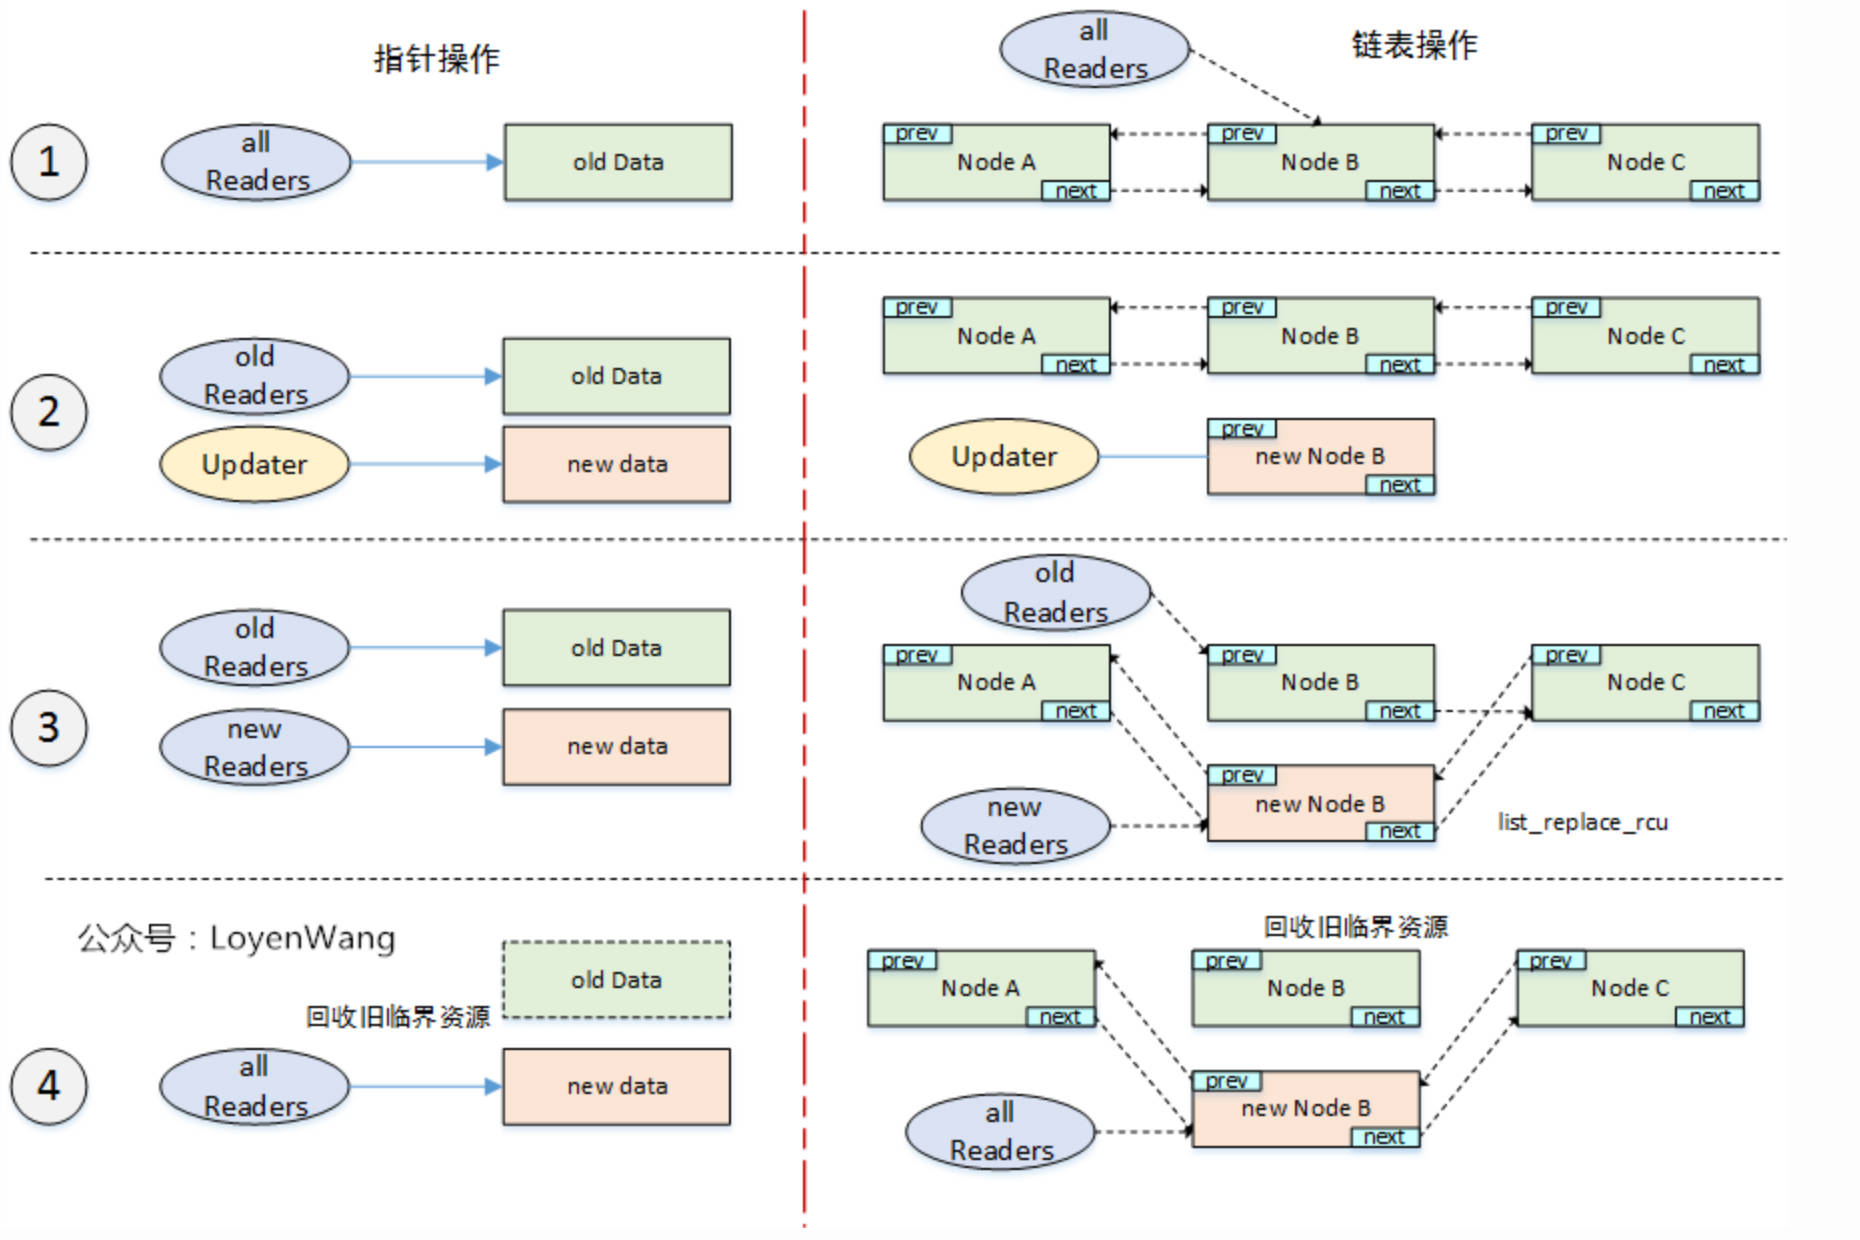 指针操作
链表操作
1
all
Readers
old Data
all
Readers
prev
Node A
next
prev
Node B
next
prev
Node C
next
2
old
Readers
old Data
Updater
new data
prev
Node A
next
prev
Node B
next
prev
Node C
next
Updater
prev
new Node B
next
3
old
Readers
old Data
new
Readers
new data
old
Readers
prev
Node A
next
prev
Node B
next
prev
Node C
next
new
Readers
prev
new Node B
next
list_replace_rcu
4
公众号：LoyenWang
old Data
回收旧临界资源
all
Readers
new data
回收旧临界资源
prev
Node A
next
prev
Node B
next
prev
Node C
next
all
Readers
prev
new Node B
next